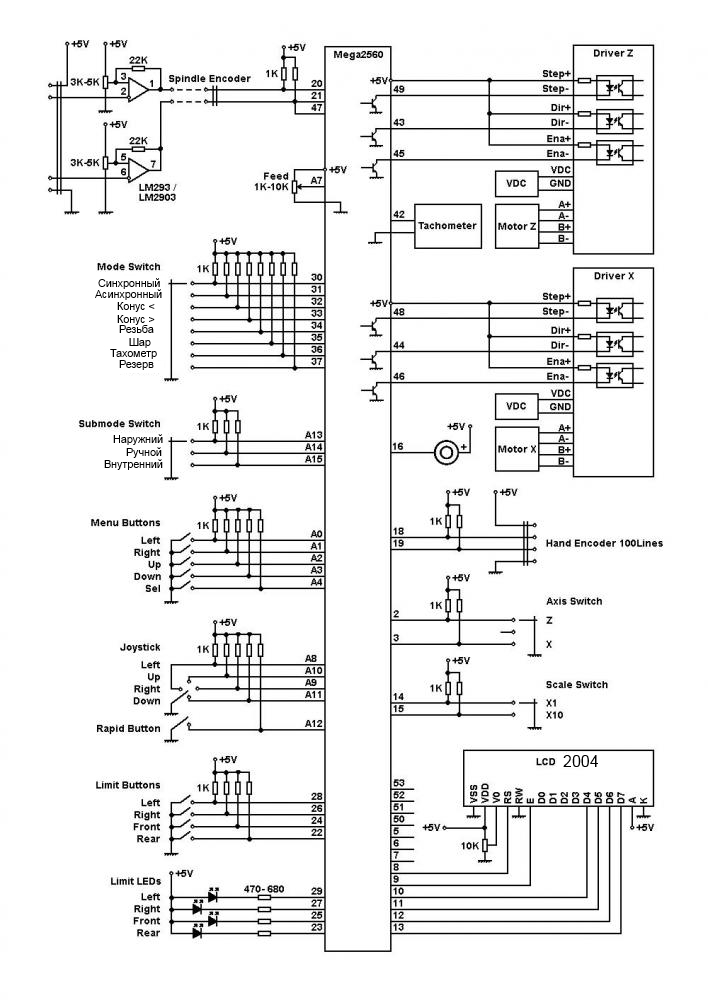 +5V
+5V
22K
3K-5K
3
2
1
+5V
22K
3K-5K
5
6
7
LM293 /
LM2903
Spindle Encoder
+5V
1K
Mega2560
20
21
47
Feed
1K-10K
+5V
A7
Mode Switch
+5V
1K
Синхронный
30
Асинхронный
31
Конус <
32
Конус >
33
Резьба
34
Шар
35
Тахометр
36
Резерв
37
Submode Switch
+5V
1K
Наружний
A13
Ручной
A14
Внутренний
A15
Menu Buttons
+5V
1K
Left
A0
Right
A1
Up
A2
Down
A3
Sel
A4
Joystick
+5V
1K
Left
A8
Up
A10
Right
A9
Down
A11
Rapid Button
A12
Limit Buttons
+5V
1K
Left
28
Right
26
Front
24
Rear
22
Limit LEDs
+5V
470-680
Left
29
Right
27
Front
25
Rear
23
Driver Z
+5V
Step+
49
Step-
Dir+
43
Dir-
Ena+
45
Ena-
VDC
VDC
GND
42
Tachometer
Motor Z
A+
A-
B+
B-
Driver X
+5V
Step+
48
Step-
Dir+
44
Dir-
Ena+
46
Ena-
VDC
VDC
GND
Motor X
A+
A-
B+
B-
16
+5V
+
+5V
+5V
1K
18
19
Hand Encoder 100Lines
+5V
1K
Axis Switch
2
Z
3
X
+5V
1K
Scale Switch
14
X1
15
X10
LCD 2004
VSS
VDD
V0
RS
RW
E
D0
D1
D2
D3
D4
D5
D6
D7
A
K
+5V
+5V
10K
53
52
51
50
5
6
7
8
9
10
11
12
13